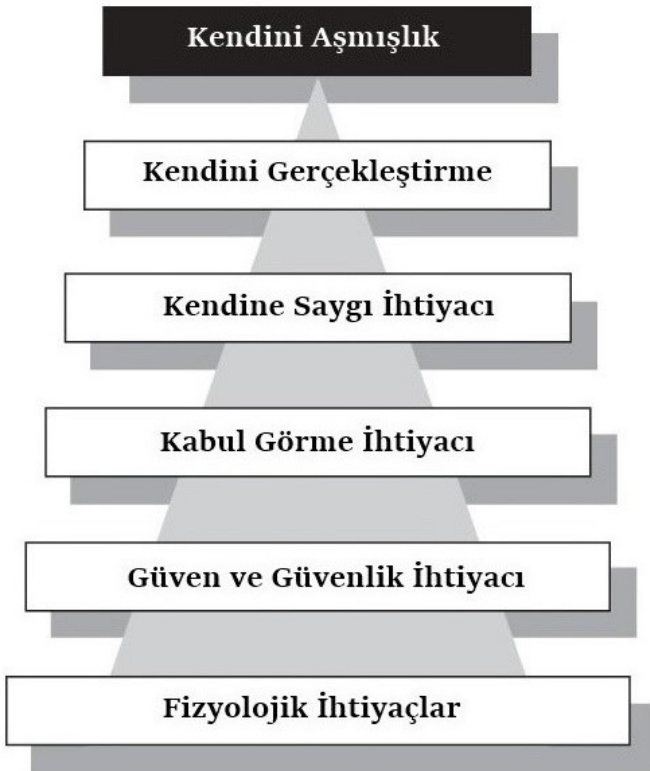 Kendini Aşmışlık
Kendini Gerçekleştirme
Kendine Saygı İhtiyacı
Kabul Görme İhtiyacı
Güven ve Güvenlik İhtiyacı
Fizyolojik İhtiyaçlar